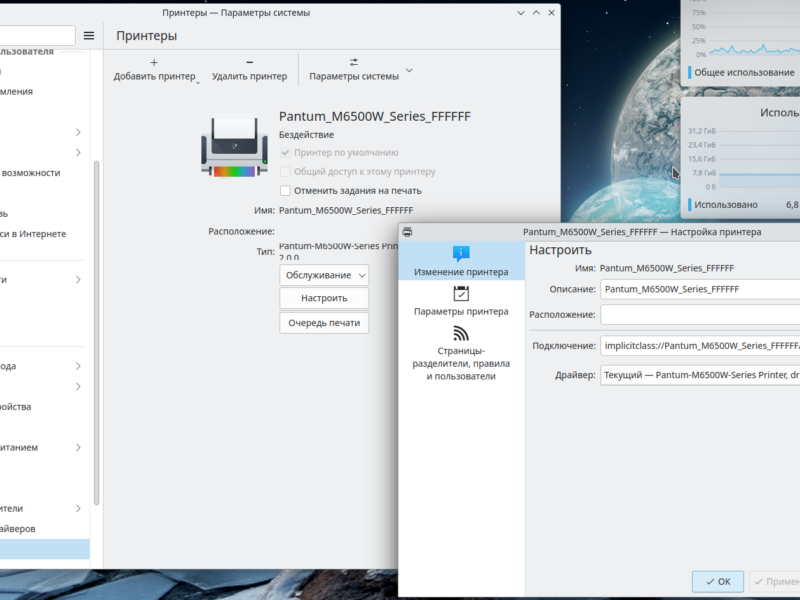 Принтеры — Параметры системы
Принтеры
Добавить принтер
Удалить принтер
Параметры системы
Pantum_M6500W_Series_FFFFFF
Бездействие
Принтер по умолчанию
Общий доступ к этому принтеру
Отменить задания на печать
Имя: Pantum_M6500W_Series_FFFFFF
Расположение:
Тип: Pantum-M6500W-Series Prin
2.0.0
Обслуживание
Настроить
Очередь печати
льзователя
мления
возможности
зь
си в Интернете
ти
ода
ройства
итанием
ители
айверов
75%
50%
25%
0%
Общее использование
Исполь
31,2 ГиБ
23,4 ГиБ
15,6 ГиБ
7,8 ГиБ
0 б
Использовано 6,8
Pantum_M6500W_Series_FFFFFF — Настройка принтера
Изменение принтера
Параметры принтера
Страницы-
разделители, правила
и пользователи
Настроить
Имя: Pantum_M6500W_Series_FFFFFF
Описание: Pantum_M6500W_Series_FFFFFF
Расположение:
Подключение: implicitclass://Pantum_M6500W_Series_FFFFFF/
Драйвер: Текущий — Pantum-M6500W-Series Printer, dr
ОК
Примен